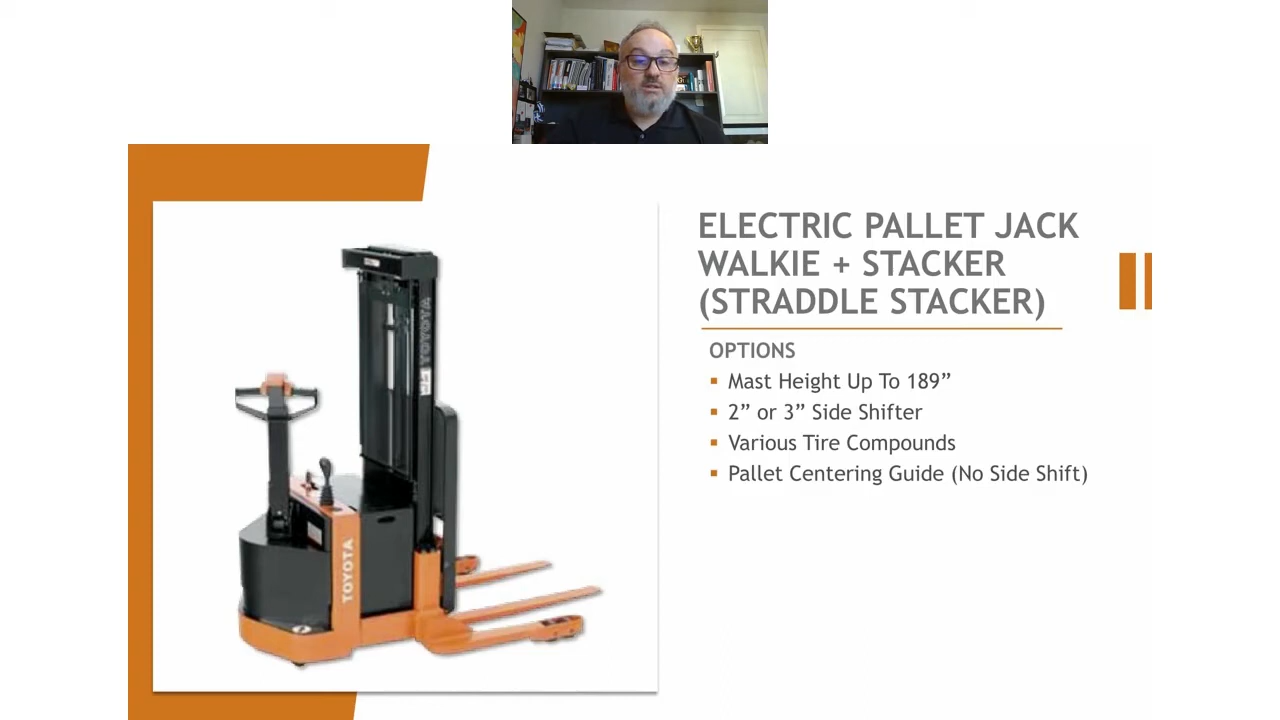 ELECTRIC PALLET JACK
WALKIE + STACKER
(STRADDLE STACKER)
OPTIONS
▪ Mast Height Up To 189”
▪ 2” or 3” Side Shifter
▪ Various Tire Compounds
▪ Pallet Centering Guide (No Side Shift)
TOYOTA
TOYOTA